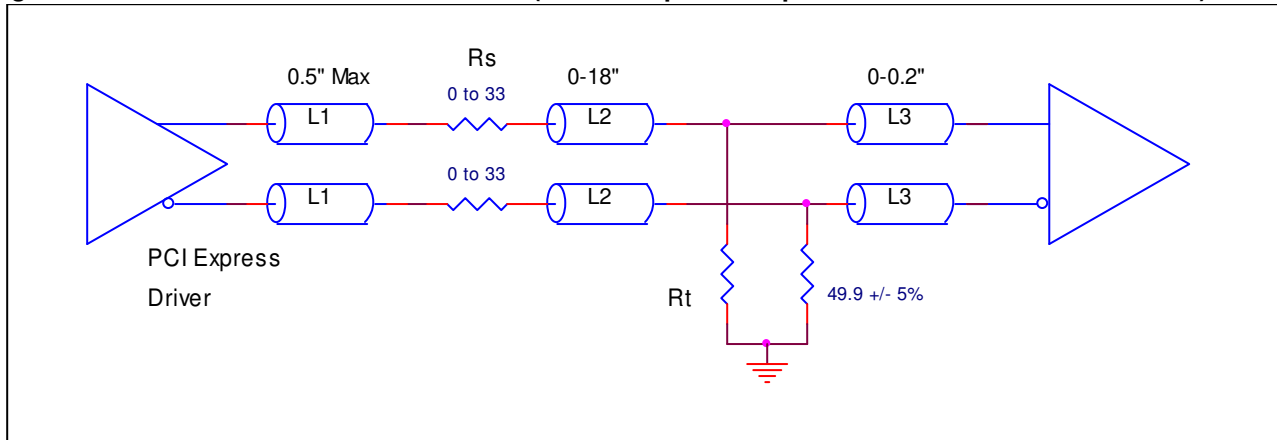 Rs
0.5" Max
0-18"
0-0.2"
0 to 33
L1
L2
L3
0 to 33
L1
L2
L3
PCI Express
Driver
Rt
49.9 +/- 5%